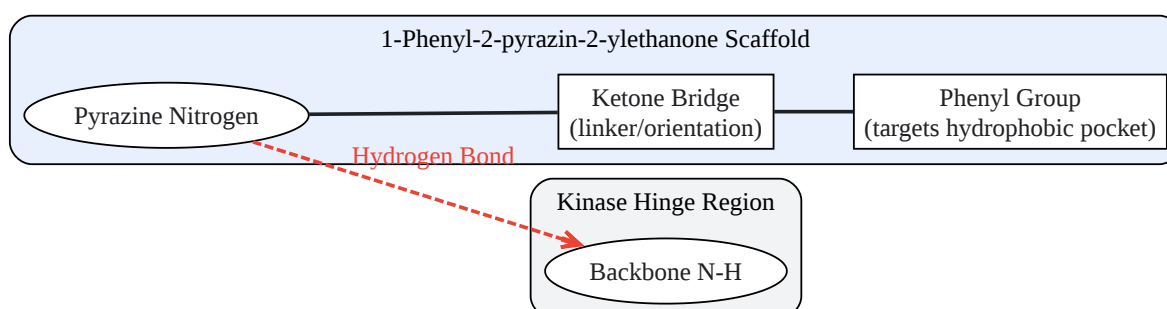 1-Phenyl-2-pyrazin-2-ylethanone Scaffold
Pyrazine Nitrogen
Ketone Bridge
(linker/orientation)
Phenyl Group
(targets hydrophobic pocket)
Hydrogen Bond
Kinase Hinge Region
Backbone N-H